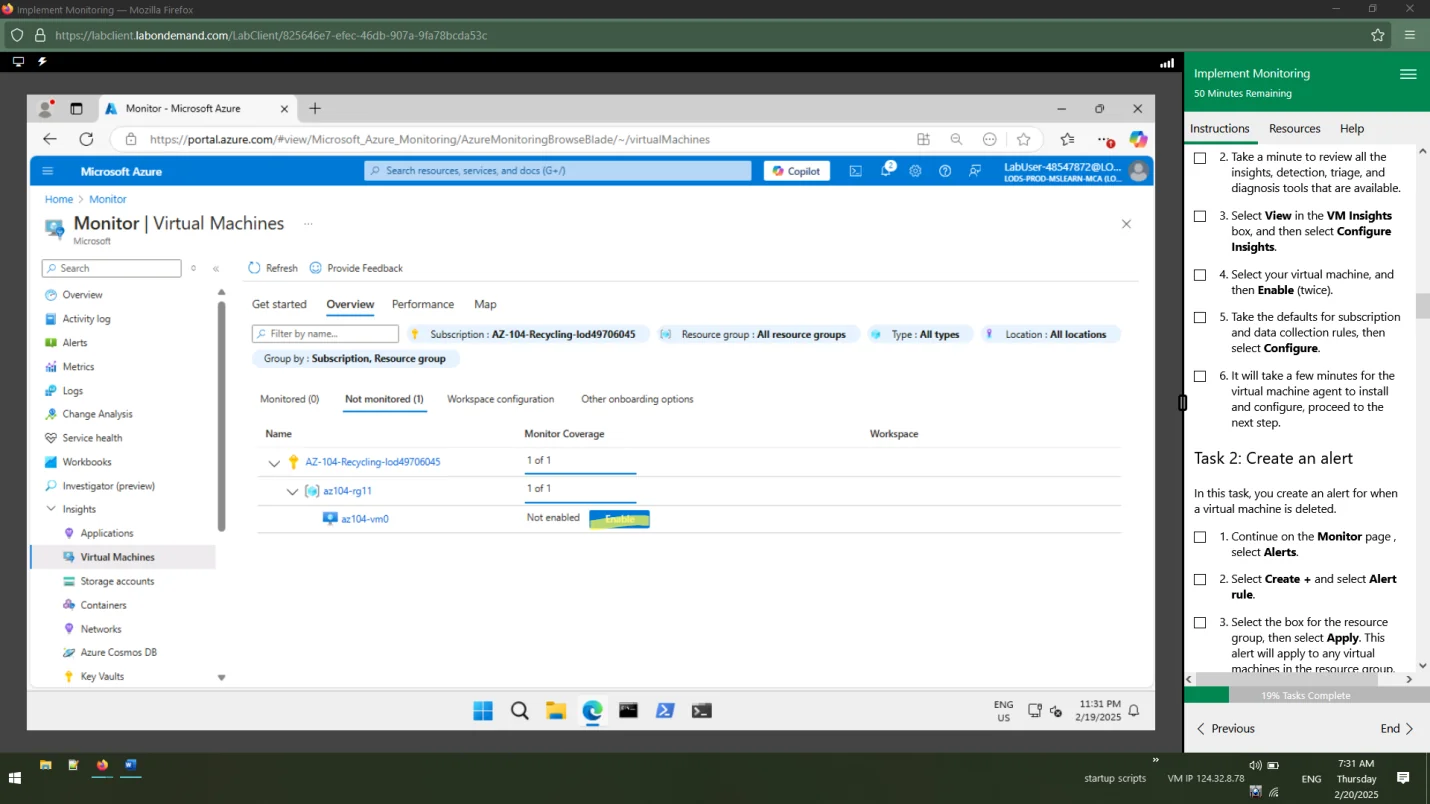 Implement Monitoring — Mozilla Firefox
https://labclient.labondemand.com/LabClient/825646e7-efec-46db-907a-9fa78bcda53c
Monitor - Microsoft Azure
https://portal.azure.com/#view/Microsoft_Azure_Monitoring/AzureMonitoringBrowseBlade/~/virtualMachines
Microsoft Azure
Search resources, services, and docs (G+/)
Copilot
2
LabUser-48547872@LO...
LODS-PROD-MSLEARN-MCA (LO...
Home > Monitor
Monitor | Virtual Machines
Microsoft
Search
Refresh
Provide Feedback
Overview
Activity log
Alerts
Metrics
Logs
Change Analysis
Service health
Workbooks
Investigator (preview)
Insights
Applications
Virtual Machines
Storage accounts
Containers
Networks
Azure Cosmos DB
Key Vaults
Get started Overview Performance Map
Filter by name...
Subscription : AZ-104-Recycling-lod49706045
Resource group : All resource groups
Type : All types
Location : All locations
Group by : Subscription, Resource group
Monitored (0) Not monitored (1) Workspace configuration Other onboarding options
Name Monitor Coverage Workspace
AZ-104-Recycling-lod49706045 1 of 1
az104-rg11 1 of 1
az104-vm0 Not enabled Enable
ENG
US
11:31 PM
2/19/2025
Implement Monitoring
50 Minutes Remaining
Instructions Resources Help
2. Take a minute to review all the
insights, detection, triage, and
diagnosis tools that are available.
3. Select View in the VM Insights
box, and then select Configure
Insights.
4. Select your virtual machine, and
then Enable (twice).
5. Take the defaults for subscription
and data collection rules, then
select Configure.
6. It will take a few minutes for the
virtual machine agent to install
and configure, proceed to the
next step.
Task 2: Create an alert
In this task, you create an alert for when
a virtual machine is deleted.
1. Continue on the Monitor page ,
select Alerts.
2. Select Create + and select Alert
rule.
3. Select the box for the resource
group, then select Apply. This
alert will apply to any virtual
machines in the resource group.
19% Tasks Complete
Previous
End
startup scripts
VM IP 124.32.8.78
ENG
7:31 AM
Thursday
2/20/2025